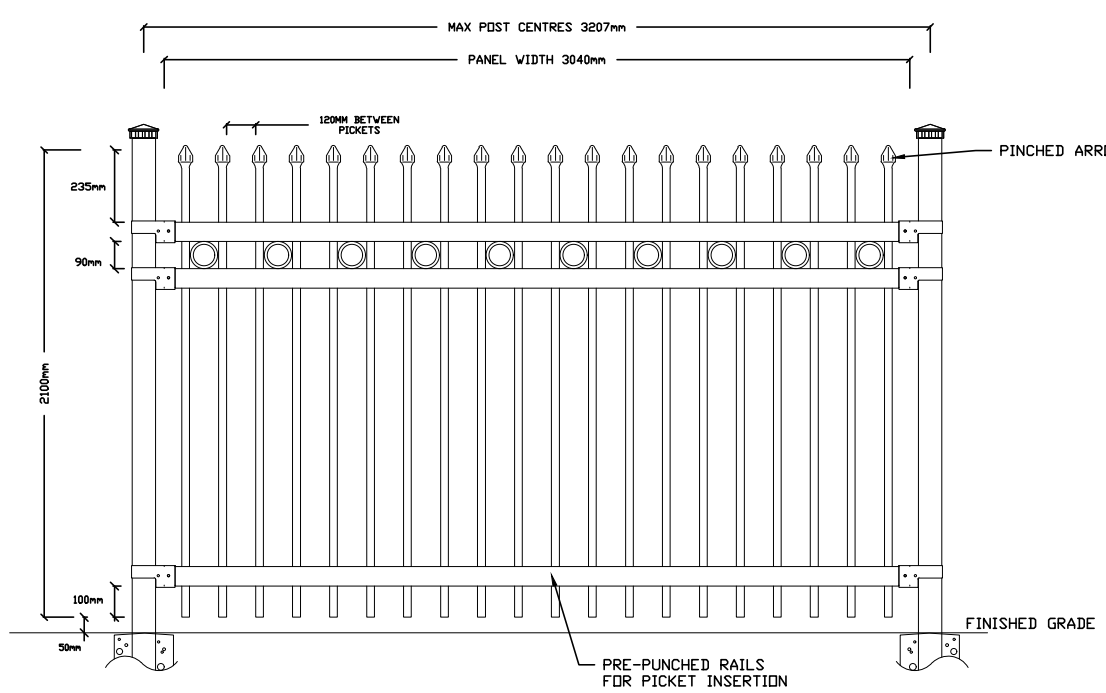 MAX POST CENTRES 3207mm
PANEL WIDTH 3040mm
120MM BETWEEN
PICKETS
PINCHED ARR
235mm
90mm
2100mm
100mm
50mm
FINISHED GRADE
PRE-PUNCHED RAILS
FOR PICKET INSERTION